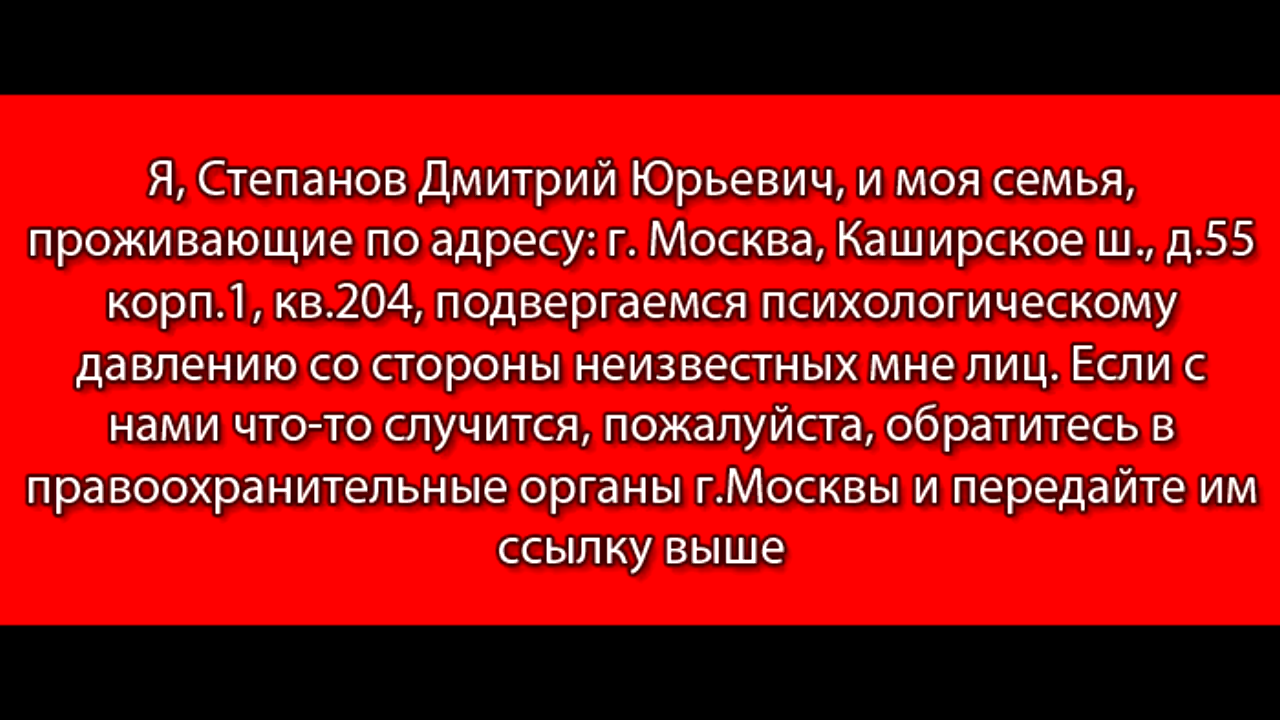 Я, Степанов Дмитрий Юрьевич, и моя семья,
проживающие по адресу: г. Москва, Каширское ш., д.55
корп.1, кв.204, подвергаемся психологическому
давлению со стороны неизвестных мне лиц. Если с
нами что-то случится, пожалуйста, обратитесь в
правоохранительные органы г.Москвы и передайте им
ссылку выше